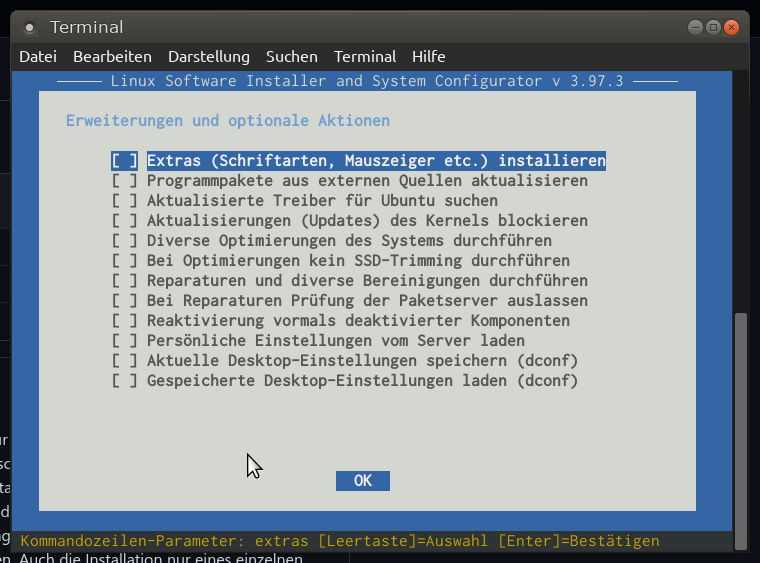 Terminal
Datei Bearbeiten Darstellung Suchen Terminal Hilfe
Linux Software Installer and System Configurator v 3.97.3
Erweiterungen und optionale Aktionen
[ ] Extras (Schriftarten, Mauszeiger etc.) installieren
[ ] Programmpakete aus externen Quellen aktualisieren
[ ] Aktualisierte Treiber für Ubuntu suchen
[ ] Aktualisierungen (Updates) des Kernels blockieren
[ ] Diverse Optimierungen des Systems durchführen
[ ] Bei Optimierungen kein SSD-Trimming durchführen
[ ] Reparaturen und diverse Bereinigungen durchführen
[ ] Bei Reparaturen Prüfung der Paketserver auslassen
[ ] Reaktivierung vormals deaktivierter Komponenten
[ ] Persönliche Einstellungen vom Server laden
[ ] Aktuelle Desktop-Einstellungen speichern (dconf)
[ ] Gespeicherte Desktop-Einstellungen laden (dconf)
OK
Kommandozeilen-Parameter: extras [Leertaste]=Auswahl [Enter]=Bestätigen
Auch die Installation nur eines einzelnen